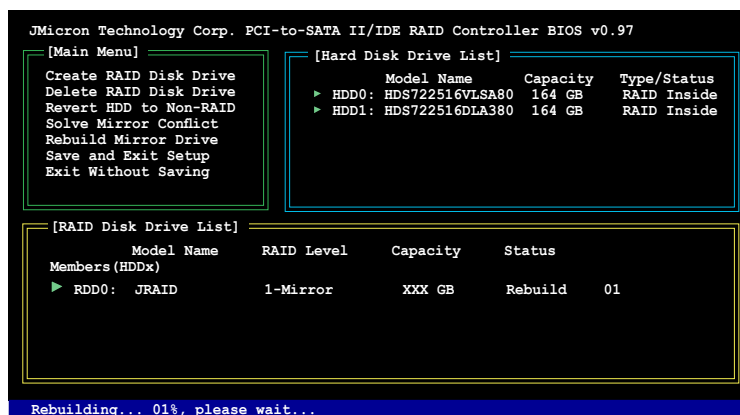 JMicron Technology Corp. PCI-to-SATA II/IDE RAID Controller BIOS v0.97
[Main Menu]
Create RAID Disk Drive
Delete RAID Disk Drive
Revert HDD to Non-RAID
Solve Mirror Conflict
Rebuild Mirror Drive
Save and Exit Setup
Exit Without Saving
[Hard Disk Drive List]
Model Name Capacity Type/Status
HDD0: HDS722516VLSA80 164 GB RAID Inside
HDD1: HDS722516DLA380 164 GB RAID Inside
[RAID Disk Drive List]
Model Name RAID Level Capacity Status
Members(HDDx)
RDD0: JRAID 1-Mirror XXX GB Rebuild 01
Rebuilding... 01%, please wait...